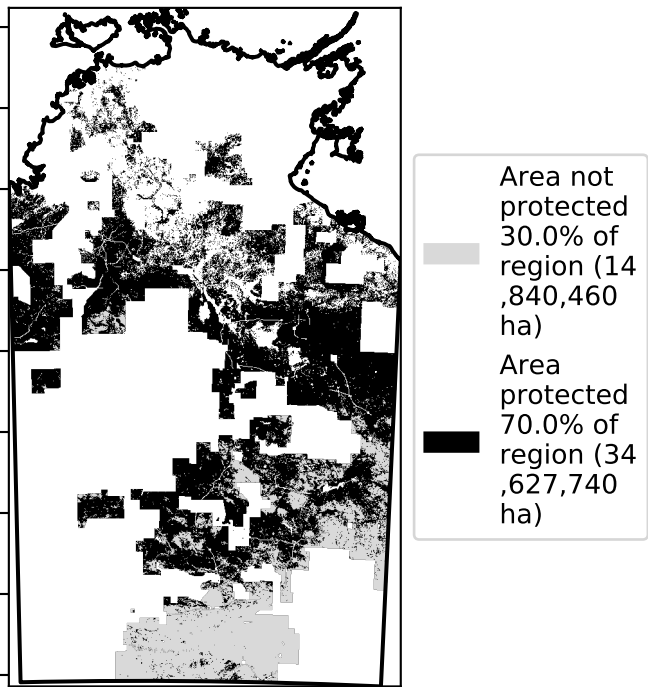 Area not
protected
30.0% of
region (14
,840,460
ha)
Area
protected
70.0% of
region (34
,627,740
ha)